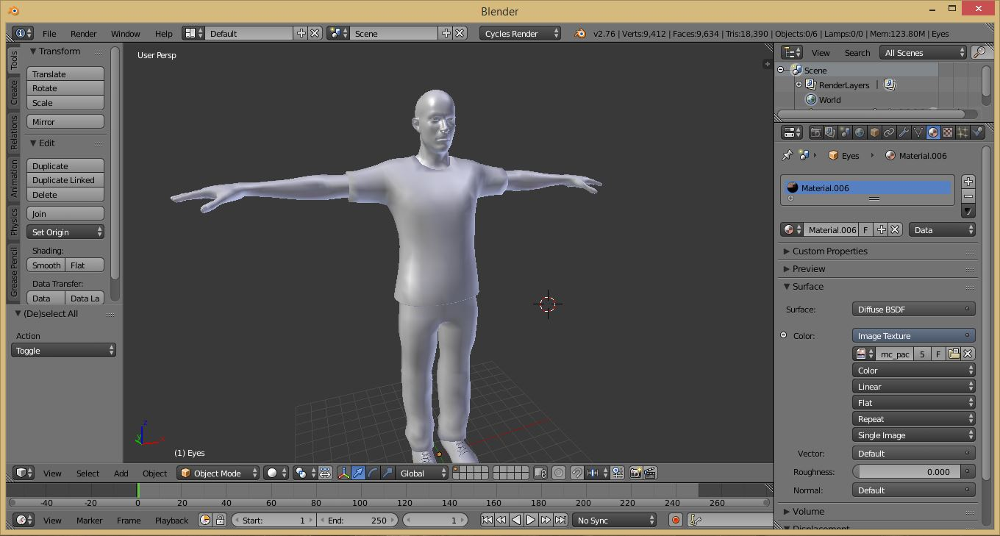 Blender
File Render Window Help Default Scene Cycles Render v2.76 | Verts:9,412 | Faces:9,634 | Tris:18,390 | Objects:0/6 | Lamps:0/0 | Mem:123.80M | Eyes
Tools
Create
Relations
Animation
Physics
Grease Pencil
Transform
Translate
Rotate
Scale
Mirror
Edit
Duplicate
Duplicate Linked
Delete
Join
Set Origin
Shading:
Smooth Flat
Data Transfer:
Data Data La
(De)select All
Action
Toggle
User Persp
z
y x
(1) Eyes
View Select Add Object Object Mode Global
-40 -20 0 20 40 60 80 100 120 140 160 180 200 220 240 260
View Marker Frame Playback Start: 1 End: 250 1 No Sync
View Search All Scenes
Scene
RenderLayers |
World
Eyes Material.006
Material.006
Material.006 F Data
Custom Properties
Preview
Surface
Surface: Diffuse BSDF
Color: Image Texture
mc_pac 5 F
Color
Linear
Flat
Repeat
Single Image
Vector: Default
Roughness: 0.000
Normal: Default
Volume
Displacement